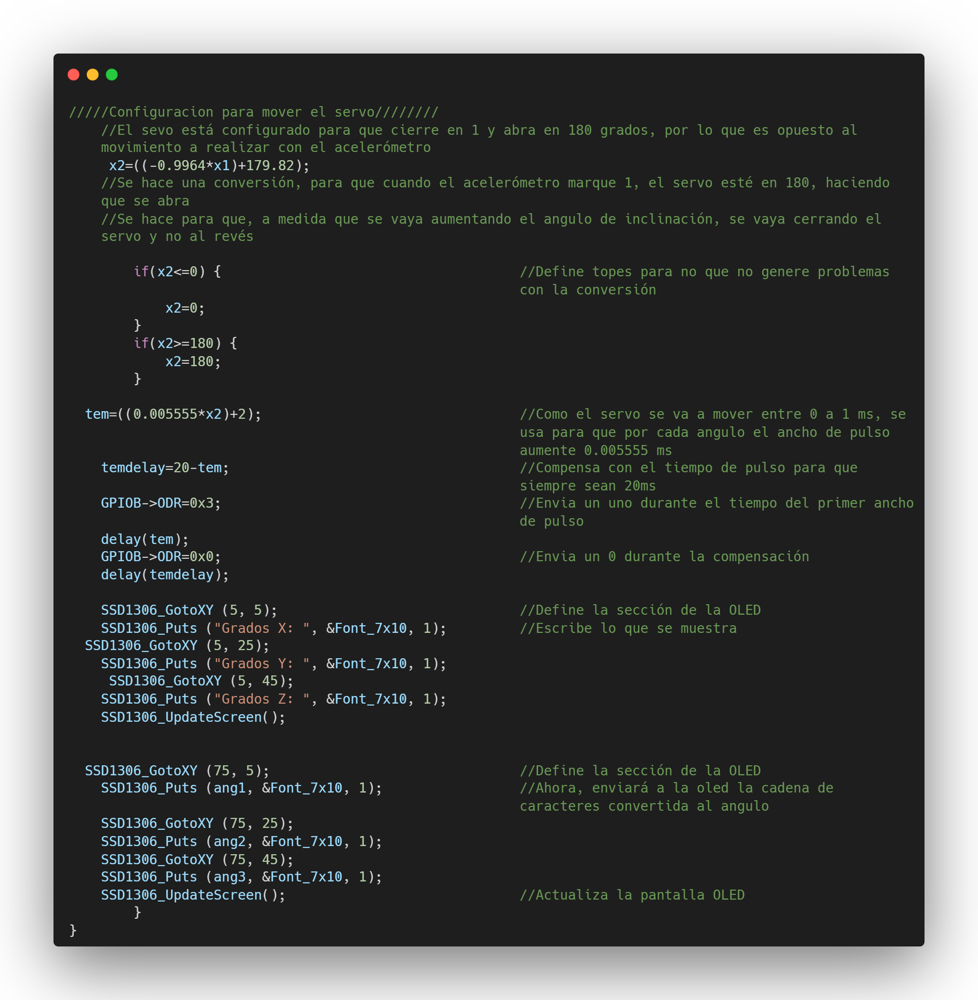 /////Configuracion para mover el servo////////
//El sevo está configurado para que cierre en 1 y abra en 180 grados, por lo que es opuesto al
movimiento a realizar con el acelerómetro
x2=((-0.9964*x1)+179.82);
//Se hace una conversión, para que cuando el acelerómetro marque 1, el servo esté en 180, haciendo
que se abra
//Se hace para que, a medida que se vaya aumentando el angulo de inclinación, se vaya cerrando el
servo y no al revés
if(x2<=0) { //Define topes para no que no genere problemas
con la conversión
x2=0;
}
if(x2>=180) {
x2=180;
}
tem=((0.005555*x2)+2); //Como el servo se va a mover entre 0 a 1 ms, se
usa para que por cada angulo el ancho de pulso
aumente 0.005555 ms
temdelay=20-tem; //Compensa con el tiempo de pulso para que
siempre sean 20ms
GPIOB->ODR=0x3; //Envia un uno durante el tiempo del primer ancho
de pulso
delay(tem);
GPIOB->ODR=0x0; //Envia un 0 durante la compensación
delay(temdelay);
SSD1306_GotoXY (5, 5); //Define la sección de la OLED
SSD1306_Puts ("Grados X: ", &Font_7x10, 1); //Escribe lo que se muestra
SSD1306_GotoXY (5, 25);
SSD1306_Puts ("Grados Y: ", &Font_7x10, 1);
SSD1306_GotoXY (5, 45);
SSD1306_Puts ("Grados Z: ", &Font_7x10, 1);
SSD1306_UpdateScreen();
SSD1306_GotoXY (75, 5); //Define la sección de la OLED
SSD1306_Puts (ang1, &Font_7x10, 1); //Ahora, enviará a la oled la cadena de
caracteres convertida al angulo
SSD1306_GotoXY (75, 25);
SSD1306_Puts (ang2, &Font_7x10, 1);
SSD1306_GotoXY (75, 45);
SSD1306_Puts (ang3, &Font_7x10, 1);
SSD1306_UpdateScreen(); //Actualiza la pantalla OLED
}
}